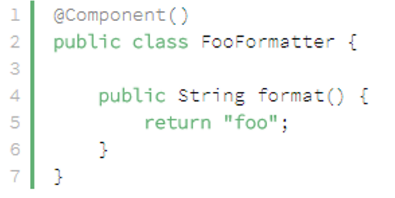 1 @Component()
2 public class FooFormatter {
3
4     public String format() {
5         return "foo";
6     }
7 }